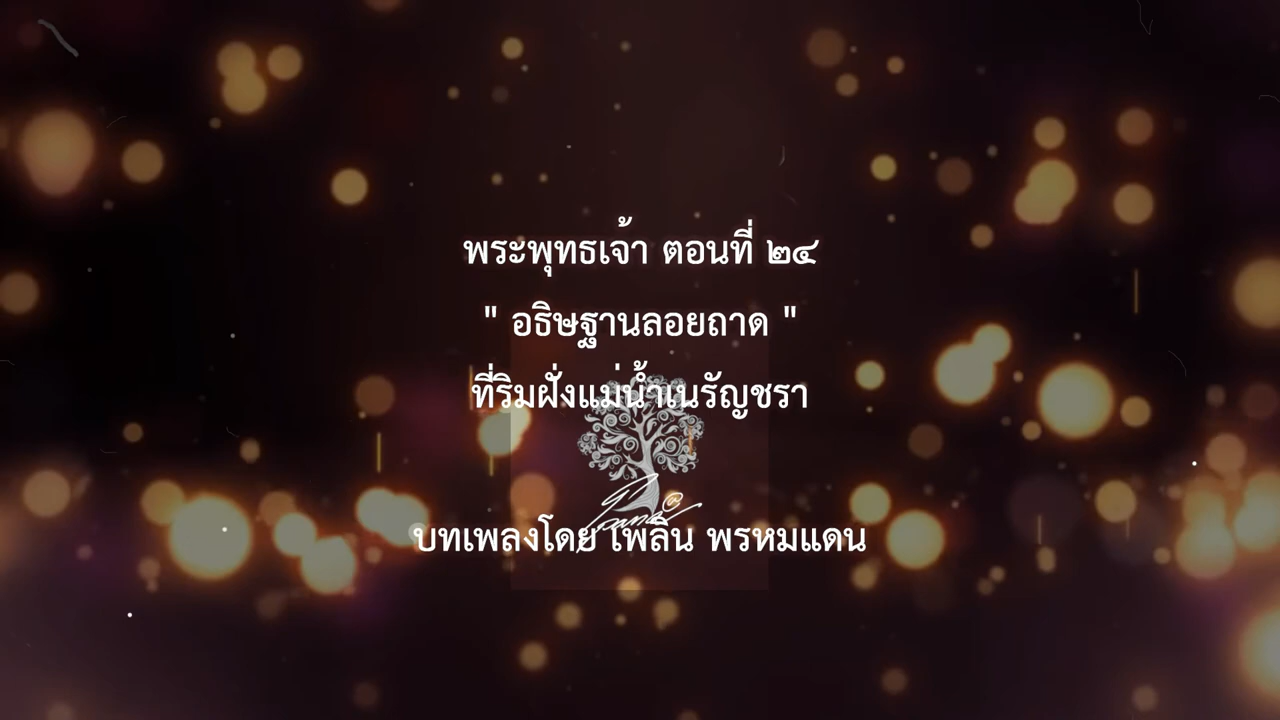 พระพุทธเจ้า ตอนที่ ๒๔
" อธิษฐานลอยถาด "
ที่ริมฝั่งแม่น้ำเนรัญชรา
บทเพลงโดย ไพลิน พรหมแดน